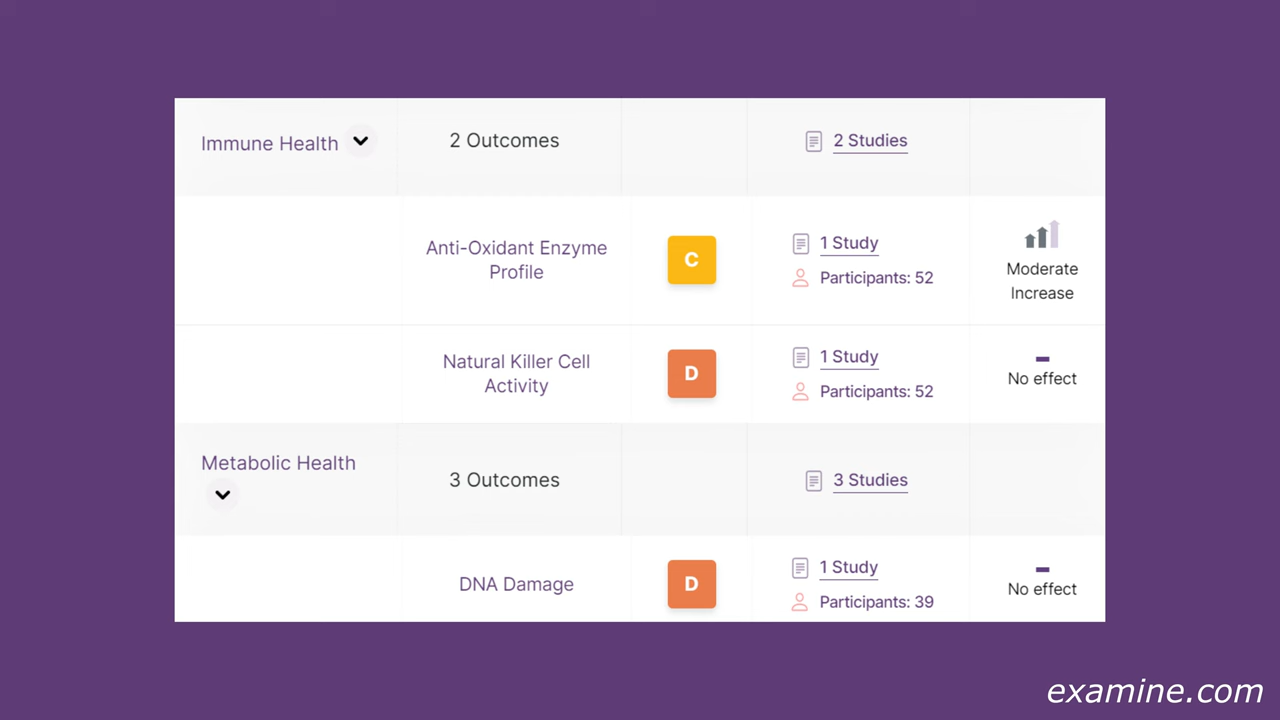 Immune Health
2 Outcomes
2 Studies
Anti-Oxidant Enzyme
Profile
C
1 Study
Participants: 52
Moderate
Increase
Natural Killer Cell
Activity
D
1 Study
Participants: 52
No effect
Metabolic Health
3 Outcomes
3 Studies
DNA Damage
D
1 Study
Participants: 39
No effect
examine.com